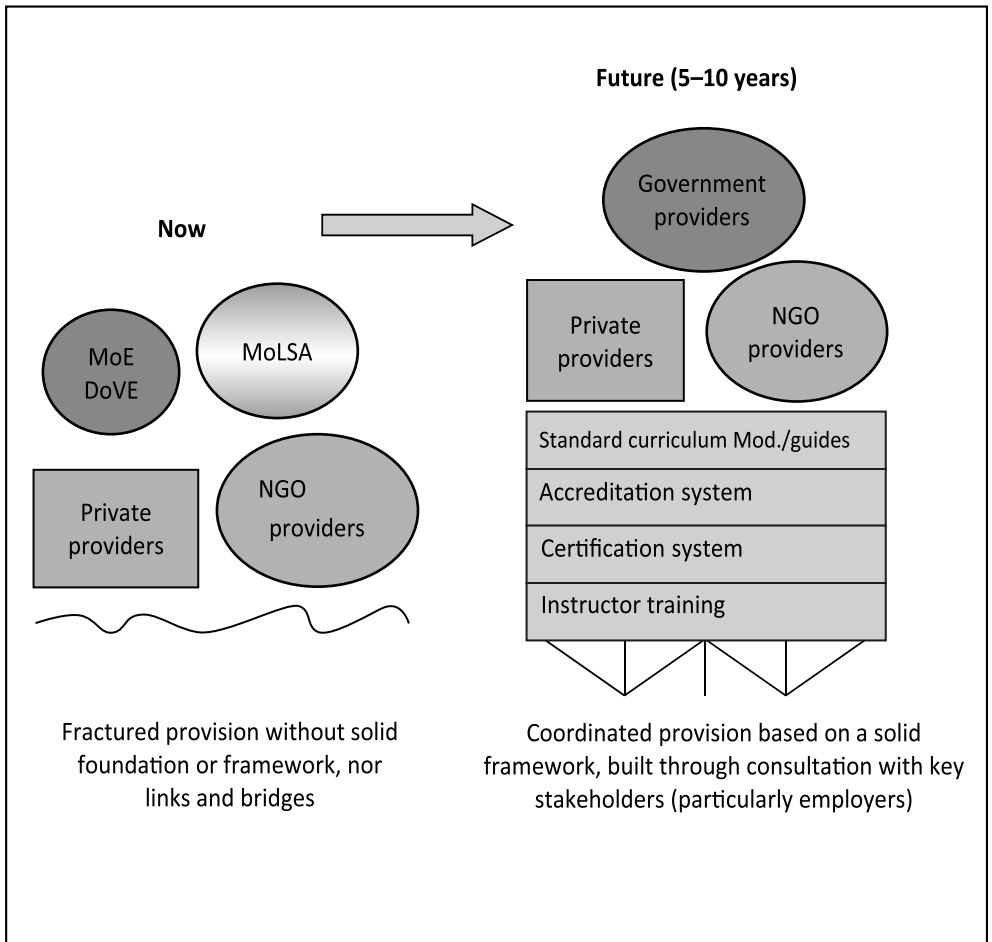 Now
MoE
DoVE
MoLSA
Private
providers
NGO
providers
Fractured provision without solid
foundation or framework, nor
links and bridges
Future (5–10 years)
Government
providers
Private
providers
NGO
providers
Standard curriculum Mod./guides
Accreditation system
Certification system
Instructor training
Coordinated provision based on a solid
framework, built through consultation with key
stakeholders (particularly employers)